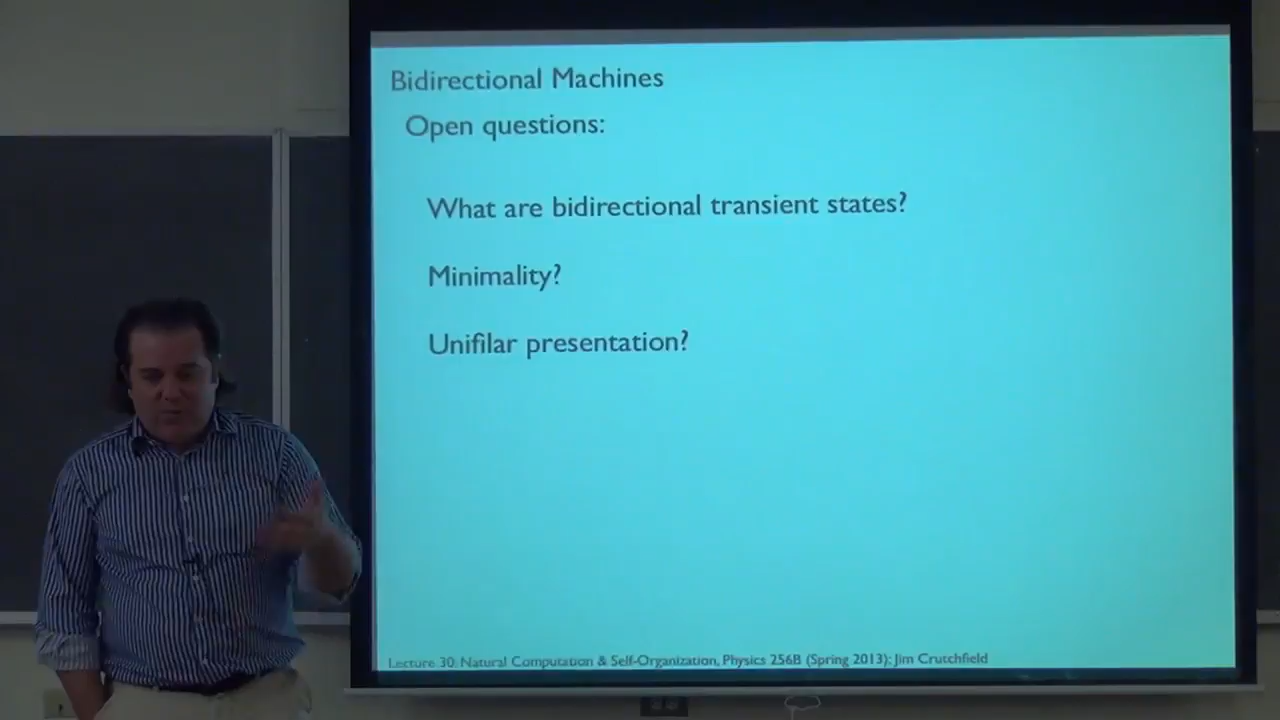 Bidirectional Machines
Open questions:
What are bidirectional transient states?
Minimality?
Unifilar presentation?
Lecture 30: Natural Computation & Self-Organization, Physics 256B (Spring 2013); Jim Crutchfield